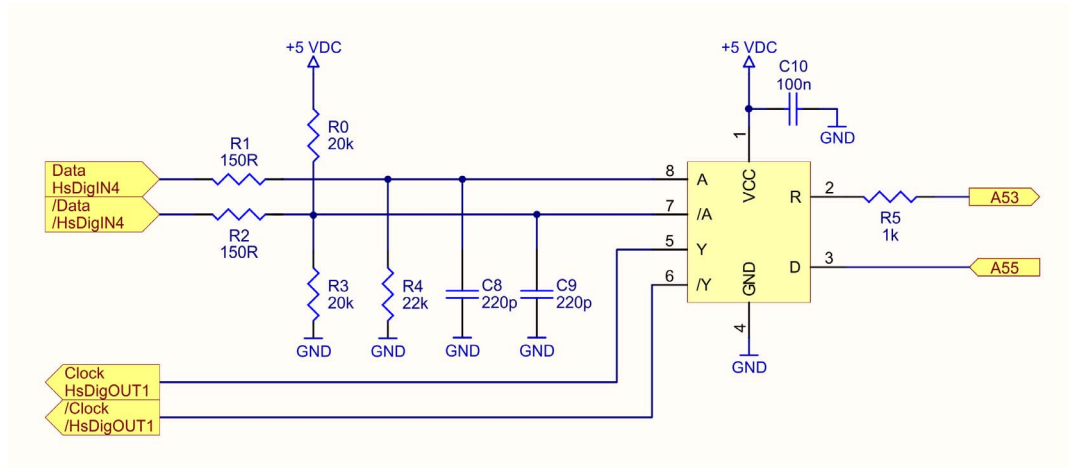 +5 VDC
+5 VDC
C10
100n
GND
R0
20k
R1
150R
1
Data
HsDigIN4
8
A
VCC
R
2
A53
/Data
/HsDigIN4
7
/A
R5
1k
R2
150R
5
Y
6
/Y
GND
D
3
A55
R3
20k
R4
22k
C8
220p
C9
220p
4
GND
GND
GND
GND
GND
Clock
HsDigOUT1
/Clock
/HsDigOUT1